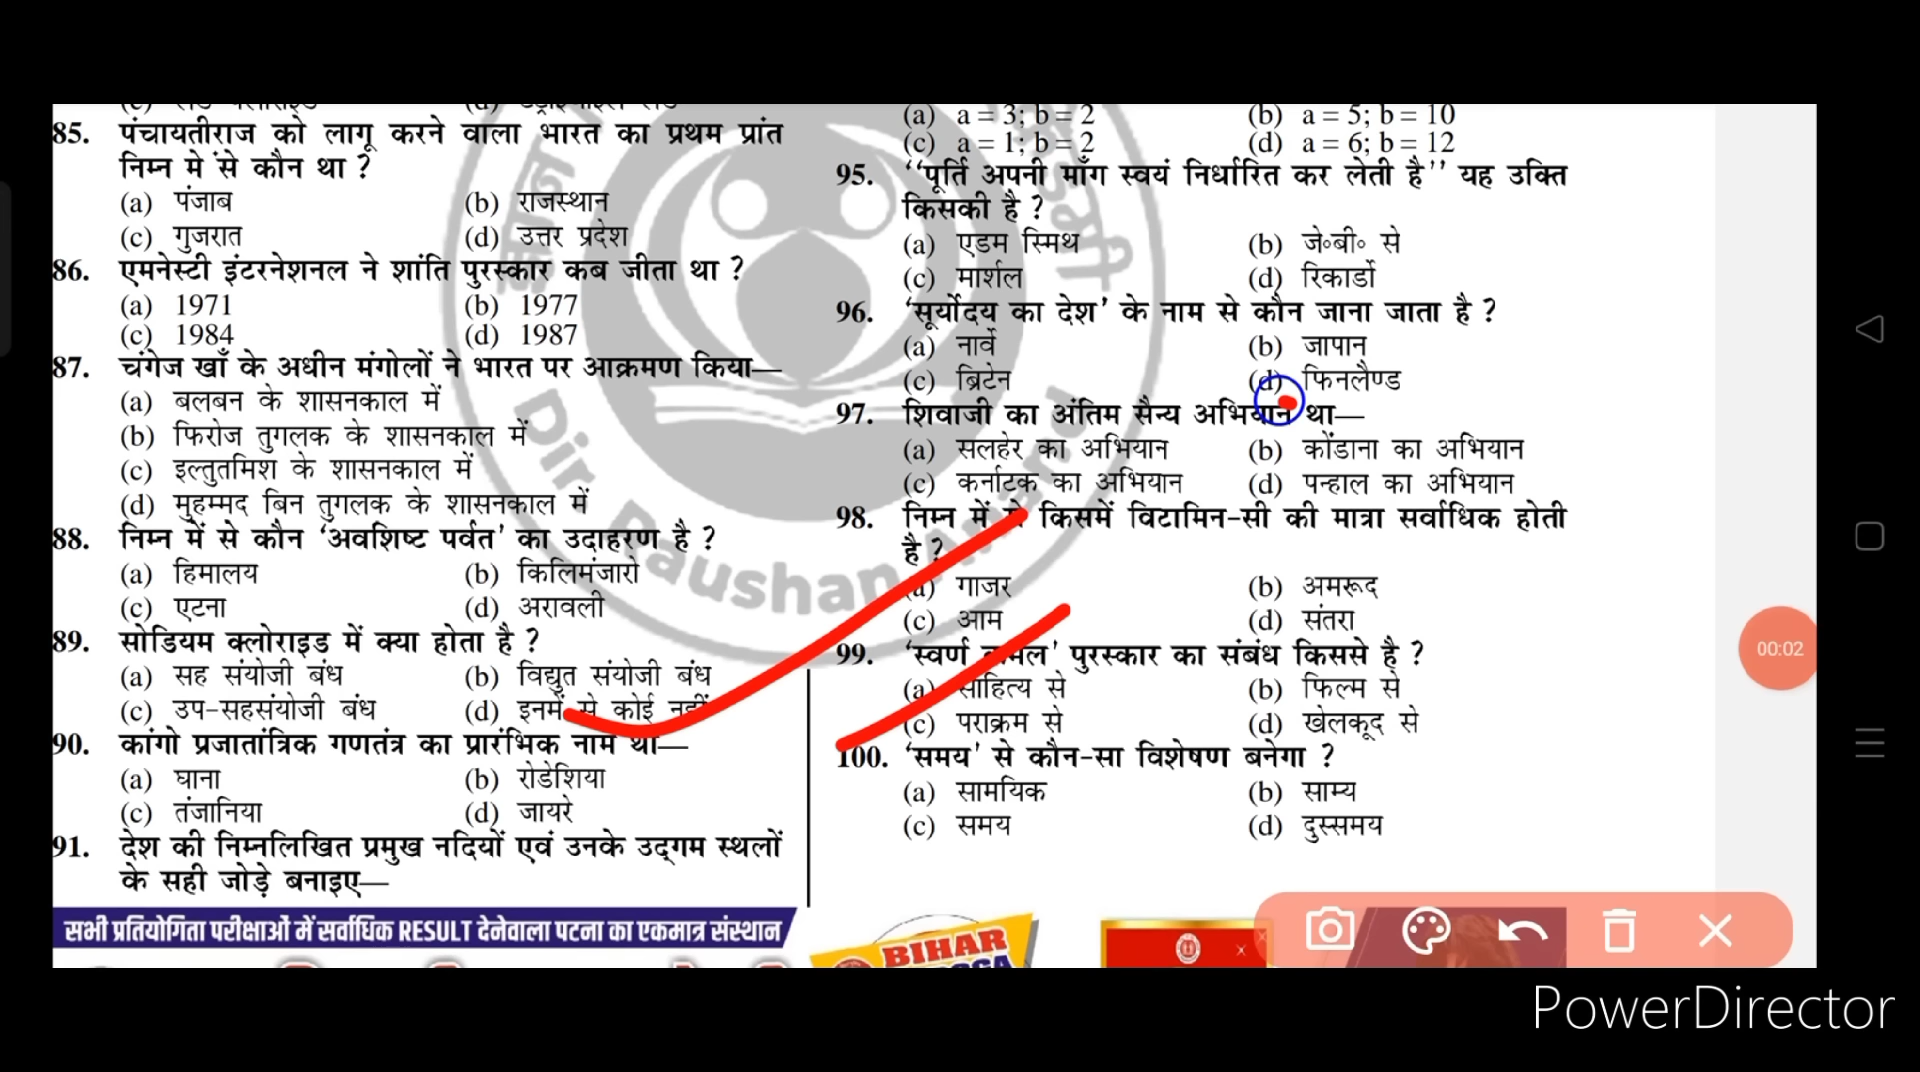 85. पंचायतीराज को लागू करने वाला भारत का प्रथम प्रांत
निम्न मे ंसे कौन था ?
(a) पंजाब (b) राजस्थान
(c) गुजरात (d) उत्तर प्रदेश
86. एमनेस्टी इंटरनेशनल ने शांति पुरस्कार कब जीता था ?
(a) 1971 (b) 1977
(c) 1984 (d) 1987
87. चंगेज खाँ के अधीन मंगोलों ने भारत पर आक्रमण किया—
(a) बलबन के शासनकाल में
(b) फिरोज तुगलक के शासनकाल में
(c) इल्तुतमिश के शासनकाल में
(d) मुहम्मद बिन तुगलक के शासनकाल में
88. निम्न में से कौन ‘अवशिष्ट पर्वत’ का उदाहरण है ?
(a) हिमालय (b) किलिमंजारो
(c) एटना (d) अरावली
89. सोडियम क्लोराइड में क्या होता है ?
(a) सह संयोजी बंध (b) विद्युत संयोजी बंध
(c) उप-सहसंयोजी बंध (d) इनमें से कोई नहीं
90. कांगो प्रजातांत्रिक गणतंत्र का प्रारंभिक नाम था—
(a) घाना (b) रोडेशिया
(c) तंजानिया (d) जायरे
91. देश की निम्नलिखित प्रमुख नदियों एवं उनके उद्गम स्थलों
के सही जोड़े बनाइए—
(a) a = 3; b = 2 (b) a = 5; b = 10
(c) a = 1; b = 2 (d) a = 6; b = 12
95. ‘‘पूर्ति अपनी माँग स्वयं निर्धारित कर लेती है’’ यह उक्ति
किसकी है ?
(a) एडम स्मिथ (b) जे०बी० से
(c) मार्शल (d) रिकार्डो
96. ‘सूर्योदय का देश’ के नाम से कौन जाना जाता है ?
(a) नार्वे (b) जापान
(c) ब्रिटेन (d) फिनलैण्ड
97. शिवाजी का अंतिम सैन्य अभियान था—
(a) सलहेर का अभियान (b) कोंडाना का अभियान
(c) कर्नाटक का अभियान (d) पन्हाल का अभियान
98. निम्न में से किसमें विटामिन-सी की मात्रा सर्वाधिक होती
है ?
(a) गाजर (b) अमरूद
(c) आम (d) संतरा
99. ‘स्वर्ण कमल’ पुरस्कार का संबंध किससे है ?
(a) साहित्य से (b) फिल्म से
(c) पराक्रम से (d) खेलकूद से
100. ‘समय’ से कौन-सा विशेषण बनेगा ?
(a) सामयिक (b) साम्य
(c) समय (d) दुस्समय
Dir Raushan
00:02
सभी प्रतियोगिता परीक्षाओं में सर्वाधिक RESULT देनेवाला पटना का एकमात्र संस्थान
BIHAR
PowerDirector